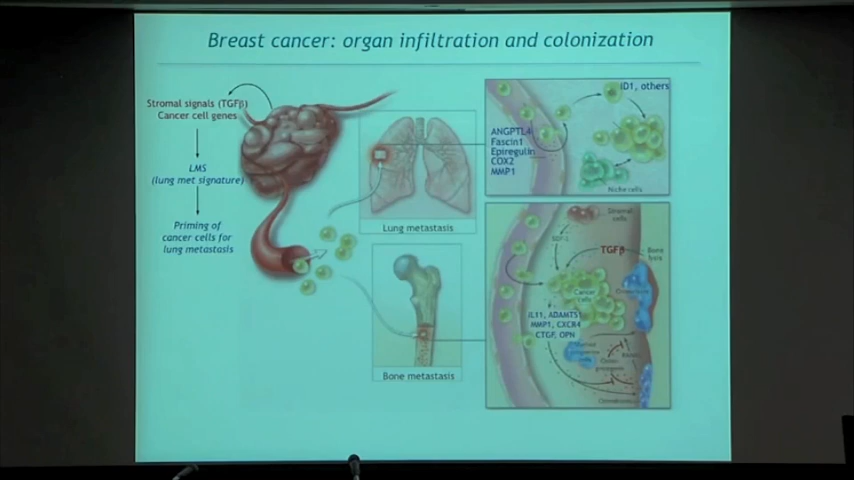 Breast cancer: organ infiltration and colonization
Stromal signals (TGFβ)
Cancer cell genes
LMS
(lung met signature)
Priming of
cancer cells for
lung metastasis
Lung metastasis
Bone metastasis
ID1, others
ANGPTL4
Fascin1
Epiregulin
COX2
MMP1
Niche cells
Stromal
cells
SDF-1
TGFβ
Bone
lysis
Cancer
cells
IL11, ADAMTS1
MMP1, CXCR4
CTGF, OPN